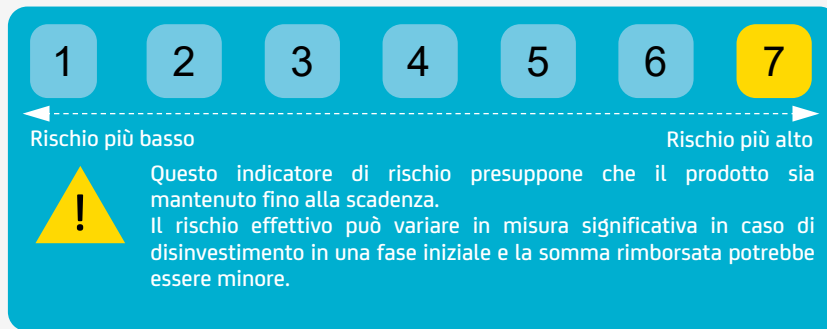 1 2 3 4 5 6 7
Rischio più basso Rischio più alto
Questo indicatore di rischio presuppone che il prodotto sia
mantenuto fino alla scadenza.
Il rischio effettivo può variare in misura significativa in caso di
disinvestimento in una fase iniziale e la somma rimborsata potrebbe
essere minore.
!